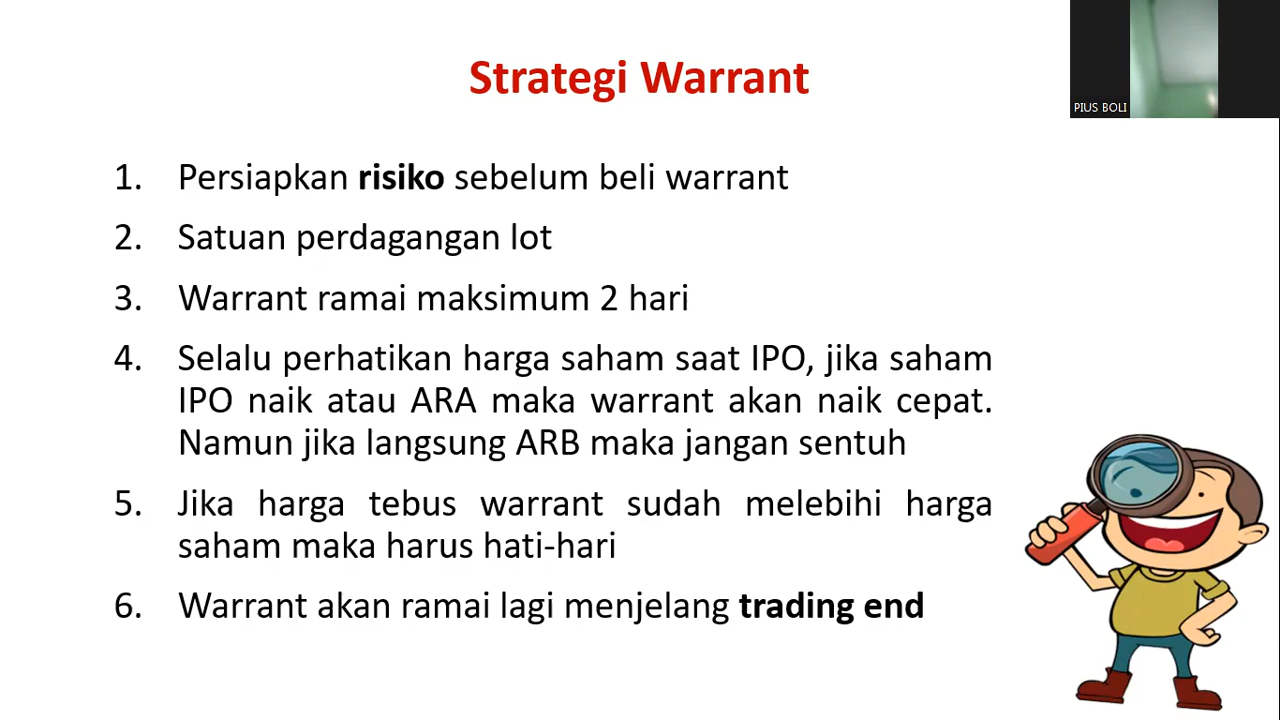 Strategi Warrant
PIUS BOLI
1. Persiapkan risiko sebelum beli warrant
2. Satuan perdagangan lot
3. Warrant ramai maksimum 2 hari
4. Selalu perhatikan harga saham saat IPO, jika saham
IPO naik atau ARA maka warrant akan naik cepat.
Namun jika langsung ARB maka jangan sentuh
5. Jika harga tebus warrant sudah melebihi harga
saham maka harus hati-hari
6. Warrant akan ramai lagi menjelang trading end